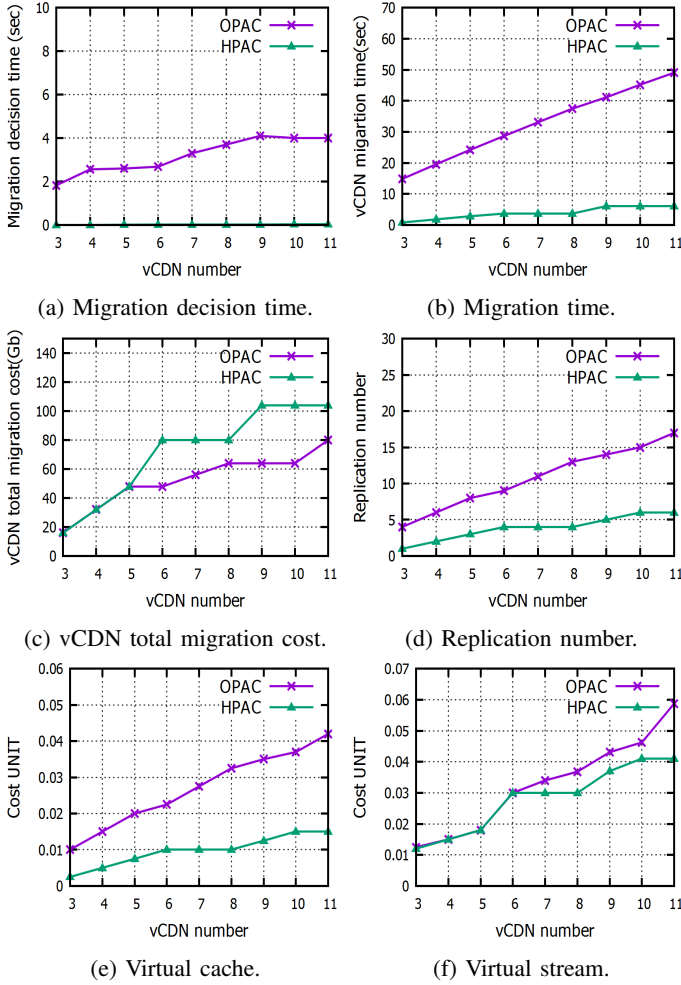 Migration decision time (sec)
10
8
6
4
2
0
OPAC
HPAC
3 4 5 6 7 8 9 10 11
vCDN number
(a) Migration decision time.
vCDN migartion time(sec)
70
60
50
40
30
20
10
0
OPAC
HPAC
3 4 5 6 7 8 9 10 11
vCDN number
(b) Migration time.
vCDN total migration cost(Gb)
140
120
100
80
60
40
20
0
OPAC
HPAC
3 4 5 6 7 8 9 10 11
vCDN number
(c) vCDN total migration cost.
Replication number
30
25
20
15
10
5
0
OPAC
HPAC
3 4 5 6 7 8 9 10 11
vCDN number
(d) Replication number.
Cost UNIT
0.06
0.05
0.04
0.03
0.02
0.01
0
OPAC
HPAC
3 4 5 6 7 8 9 10 11
vCDN number
(e) Virtual cache.
Cost UNIT
0.07
0.06
0.05
0.04
0.03
0.02
0.01
0
OPAC
HPAC
3 4 5 6 7 8 9 10 11
vCDN number
(f) Virtual stream.